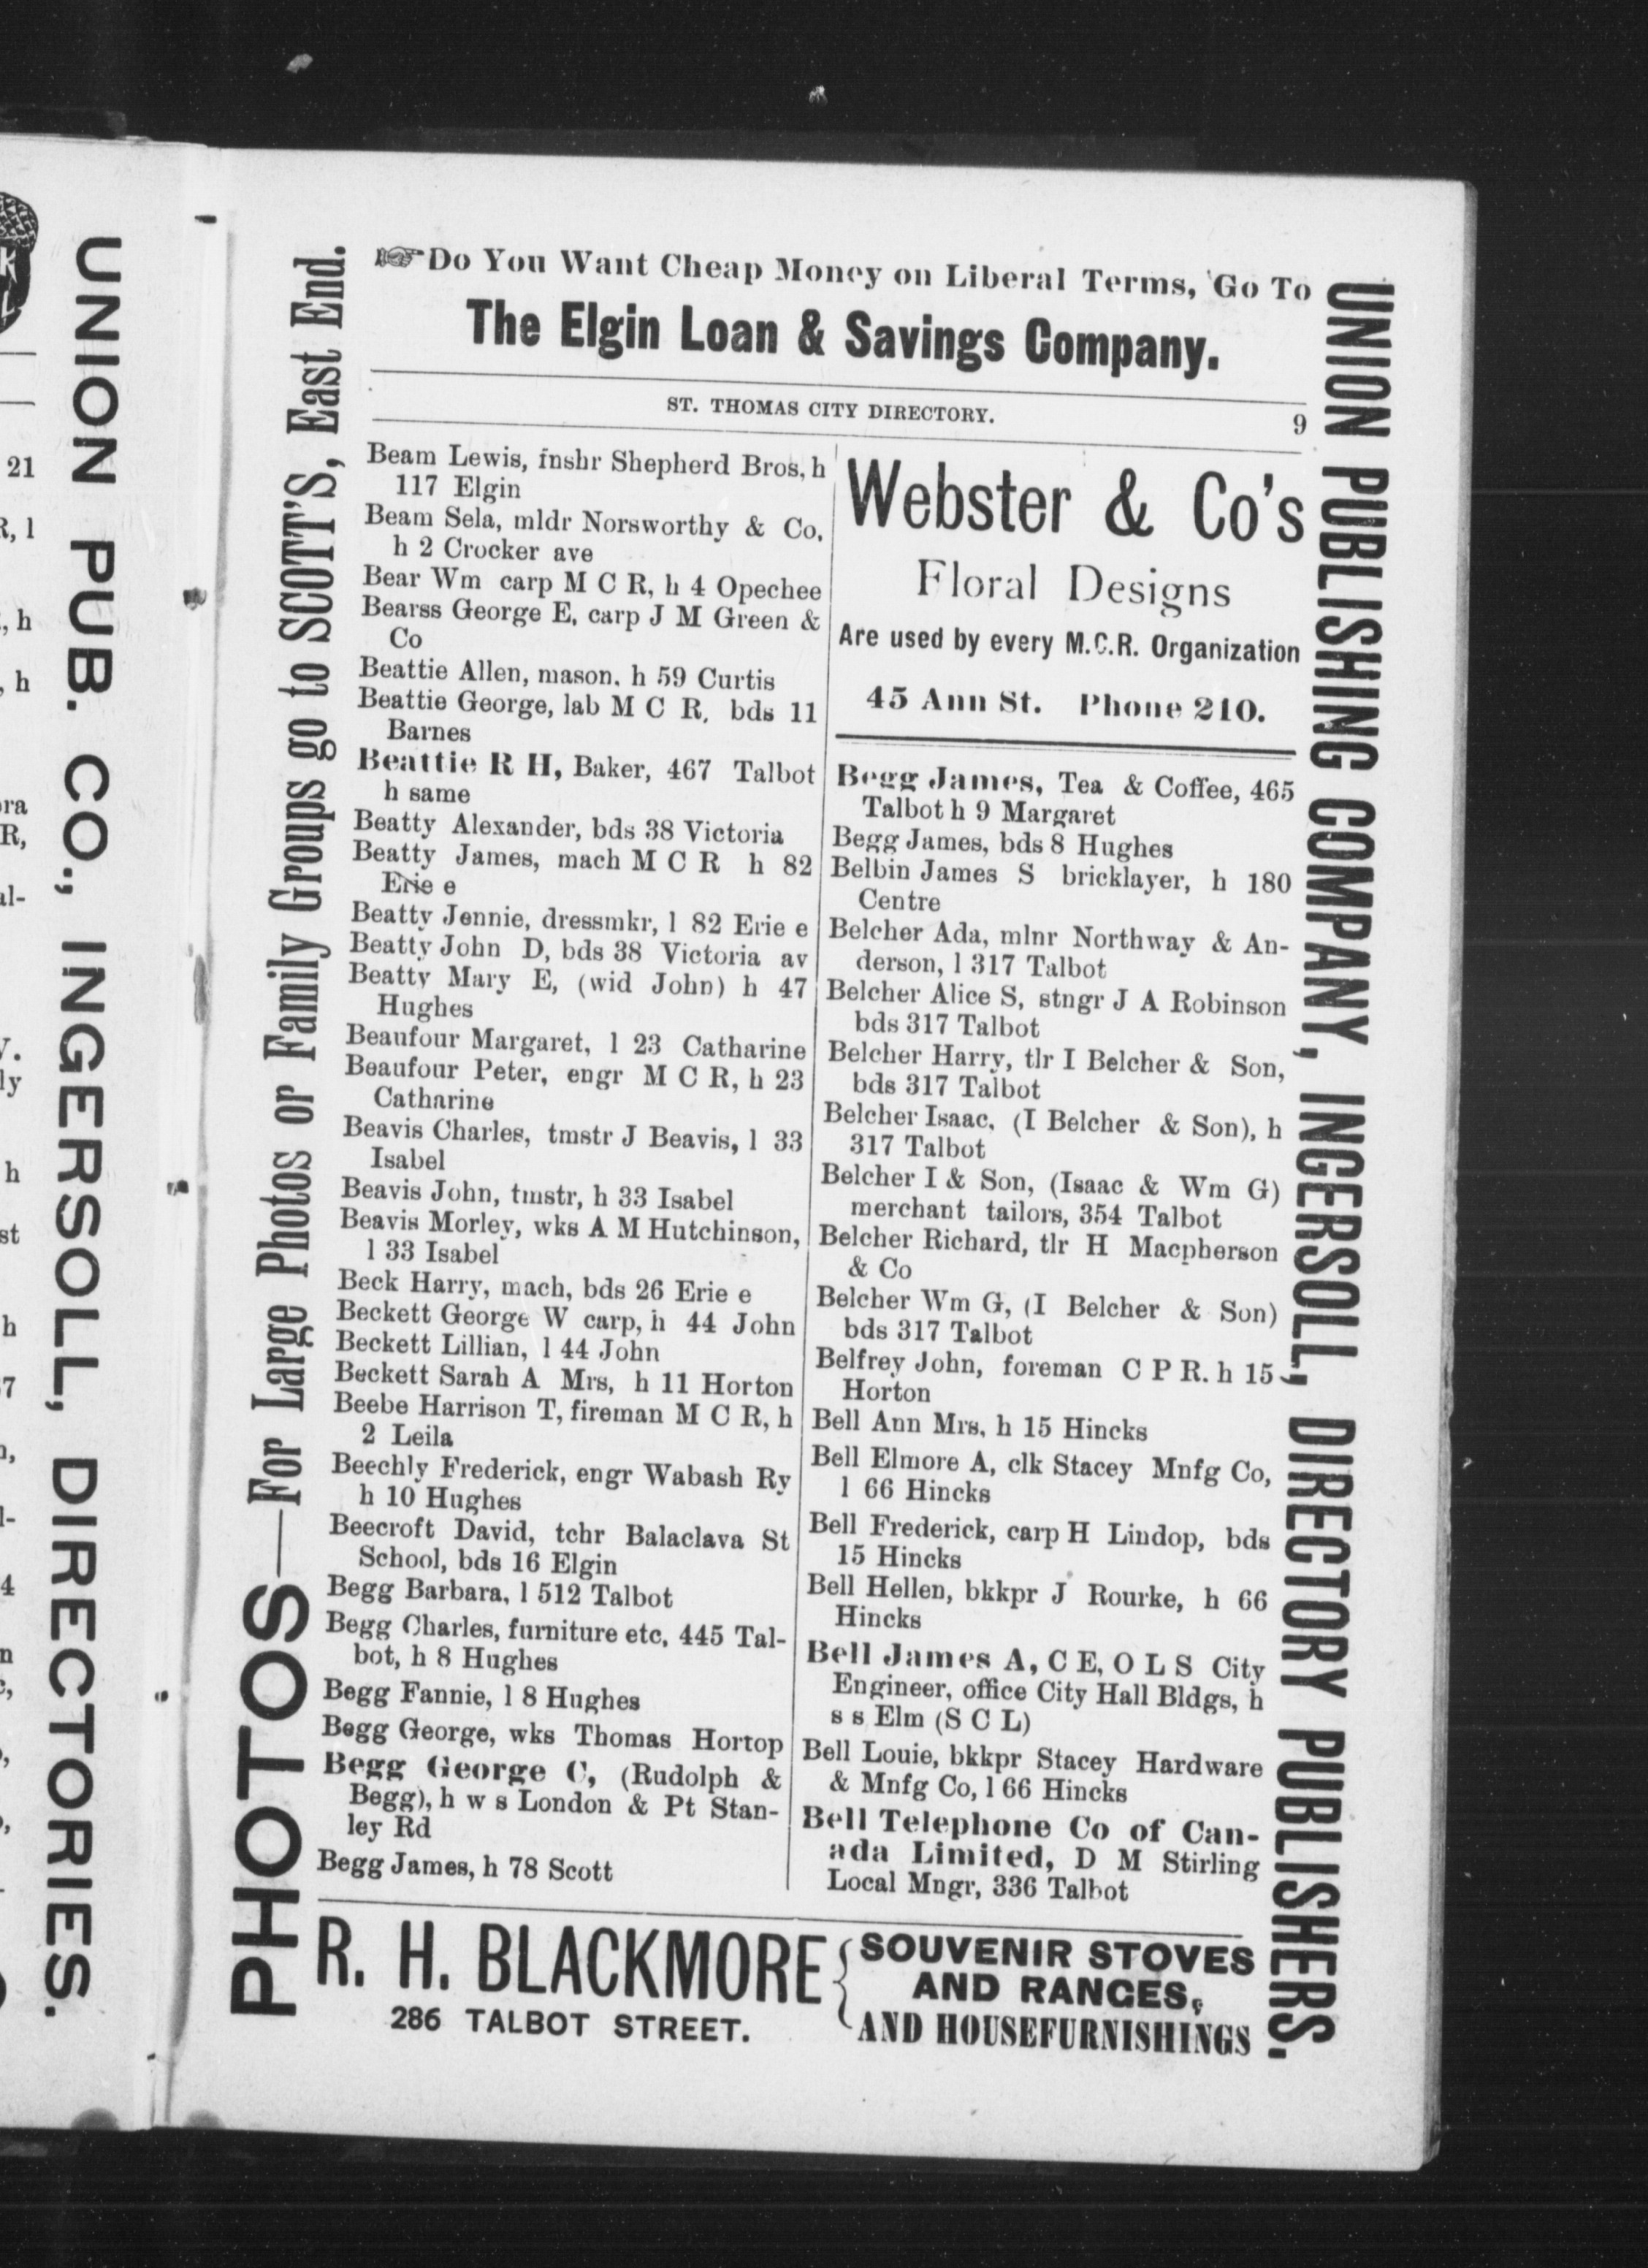 UNION PUB. CO., INGERSOLL, DIRECTORIES.
PHOTOS—For Large Photos or Family Groups go to SCOTT'S, East End.
☞Do You Want Cheap Money on Liberal Terms, Go To
The Elgin Loan & Savings Company.
ST. THOMAS CITY DIRECTORY. 9
Beam Lewis, fnshr Shepherd Bros, h
117 Elgin
Beam Sela, mldr Norsworthy & Co,
h 2 Crocker ave
Bear Wm carp M C R, h 4 Opechee
Bearss George E, carp J M Green &
Co
Beattie Allen, mason, h 59 Curtis
Beattie George, lab M C R, bds 11
Barnes
Beattie R H, Baker, 467 Talbot
h same
Beatty Alexander, bds 38 Victoria
Beatty James, mach M C R h 82
Erie e
Beatty Jennie, dressmkr, l 82 Erie e
Beatty John D, bds 38 Victoria av
Beatty Mary E, (wid John) h 47
Hughes
Beaufour Margaret, l 23 Catharine
Beaufour Peter, engr M C R, h 23
Catharine
Beavis Charles, tmstr J Beavis, l 33
Isabel
Beavis John, tmstr, h 33 Isabel
Beavis Morley, wks A M Hutchinson,
l 33 Isabel
Beck Harry, mach, bds 26 Erie e
Beckett George W carp, h 44 John
Beckett Lillian, l 44 John
Beckett Sarah A Mrs, h 11 Horton
Beebe Harrison T, fireman M C R, h
2 Leila
Beechly Frederick, engr Wabash Ry
h 10 Hughes
Beecroft David, tchr Balaclava St
School, bds 16 Elgin
Begg Barbara, l 512 Talbot
Begg Charles, furniture etc, 445 Tal-
bot, h 8 Hughes
Begg Fannie, l 8 Hughes
Begg George, wks Thomas Hortop
Begg George C, (Rudolph &
Begg), h w s London & Pt Stan-
ley Rd
Begg James, h 78 Scott
Webster & Co's
Floral Designs
Are used by every M.C.R. Organization
45 Ann St. Phone 210.
Begg James, Tea & Coffee, 465
Talbot h 9 Margaret
Begg James, bds 8 Hughes
Belbin James S bricklayer, h 180
Centre
Belcher Ada, mlnr Northway & An-
derson, l 317 Talbot
Belcher Alice S, stngr J A Robinson
bds 317 Talbot
Belcher Harry, tlr I Belcher & Son,
bds 317 Talbot
Belcher Isaac, (I Belcher & Son), h
317 Talbot
Belcher I & Son, (Isaac & Wm G)
merchant tailors, 354 Talbot
Belcher Richard, tlr H Macpherson
& Co
Belcher Wm G, (I Belcher & Son)
bds 317 Talbot
Belfrey John, foreman C P R. h 15
Horton
Bell Ann Mrs, h 15 Hincks
Bell Elmore A, clk Stacey Mnfg Co,
l 66 Hincks
Bell Frederick, carp H Lindop, bds
15 Hincks
Bell Hellen, bkkpr J Rourke, h 66
Hincks
Bell James A, C E, O L S City
Engineer, office City Hall Bldgs, h
s s Elm (S C L)
Bell Louie, bkkpr Stacey Hardware
& Mnfg Co, l 66 Hincks
Bell Telephone Co of Can-
ada Limited, D M Stirling
Local Mngr, 336 Talbot
R. H. BLACKMORE
286 TALBOT STREET.
SOUVENIR STOVES
AND RANGES,
AND HOUSEFURNISHINGS
UNION PUBLISHING COMPANY, INGERSOLL, DIRECTORY PUBLISHERS.